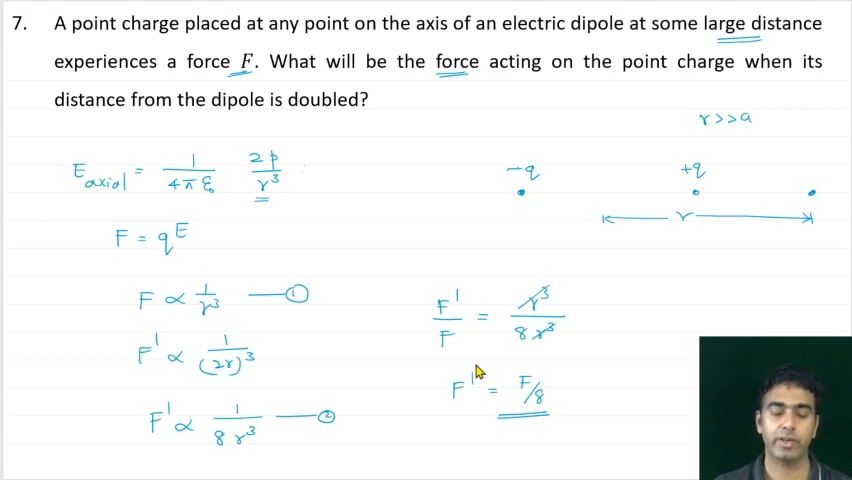 7. A point charge placed at any point on the axis of an electric dipole at some large distance
experiences a force F. What will be the force acting on the point charge when its
distance from the dipole is doubled?
r>>a
E axial = 1/4πε₀ 2p/r³
-q +q
r
F = qE
F ∝ 1/r³ —— ①
F' ∝ 1/(2r)³
F' ∝ 1/8r³ —— ②
F'/F = r³/8r³
F' = F/8